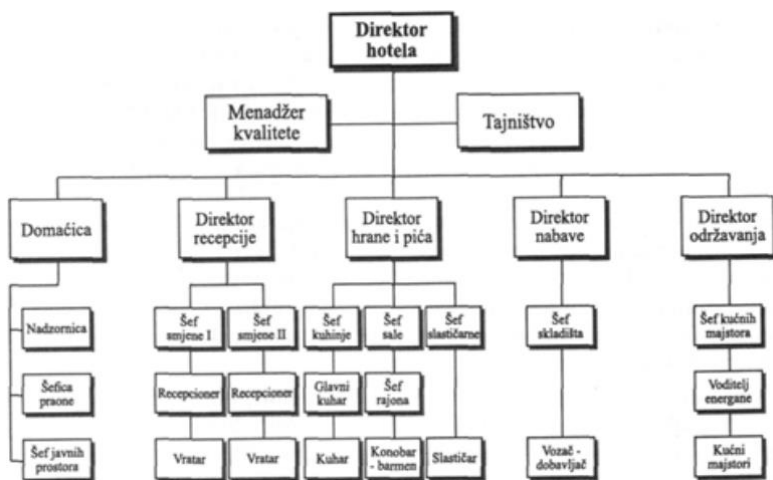 Direktor
hotela
Menadžer
kvalitete
Tajništvo
Domaćica
Direktor
recepcije
Direktor
hrane i pića
Direktor
nabave
Direktor
održavanja
Nadzornica
Šef
smjene I
Šef
smjene II
Šef
kuhinje
Šef
sale
Šef
slastičarne
Šef
skladišta
Šef kućnih
majstora
Šefica
praone
Recepcioner
Recepcioner
Glavni
kuhar
Šef
rajona
Voditelj
energane
Šef javnih
prostora
Vratar
Vratar
Kuhar
Konobar
- barmen
Slastičar
Vozač -
dobavljač
Kućni
majstori